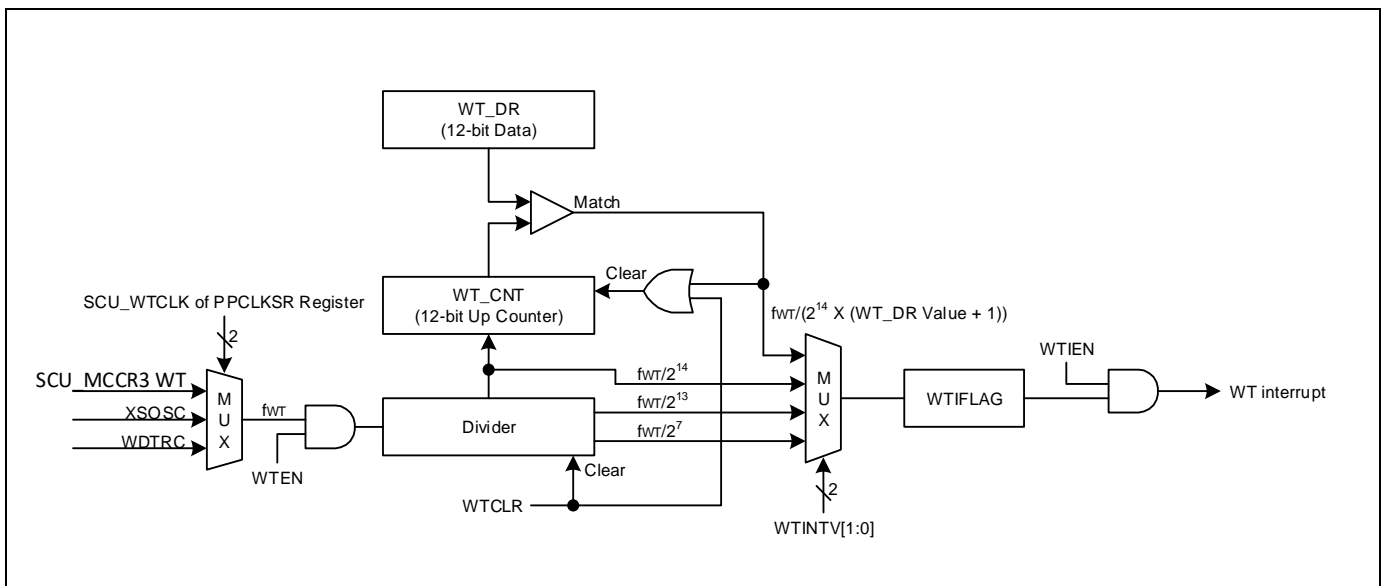 WT_DR
(12-bit Data)
Match
Clear
SCU_WTCLK of PPCLKSR Register
WT_CNT
(12-bit Up Counter)
fWT/(2^14 X (WT_DR Value + 1))
2
WTIEN
SCU_MCCR3 WT
XSOSC
WDTRC
MUX
fWT
WTEN
Divider
fWT/2^14
fWT/2^13
fWT/2^7
MUX
WTIFLAG
WT interrupt
Clear
WTCLR
2
WTINTV[1:0]